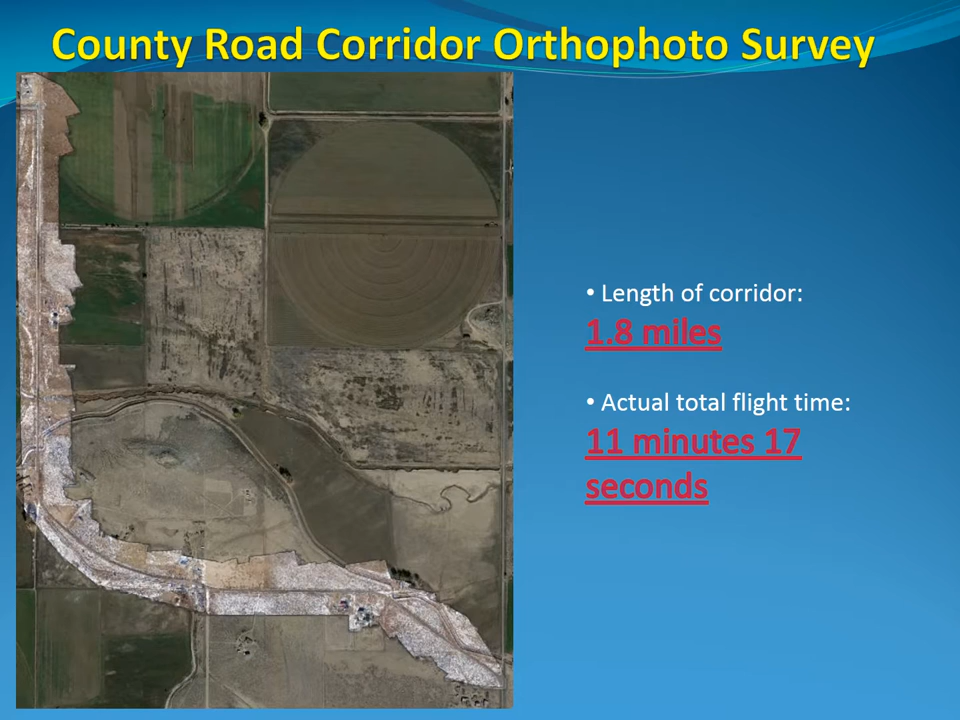 County Road Corridor Orthophoto Survey
• Length of corridor:
1.8 miles
• Actual total flight time:
11 minutes 17
seconds